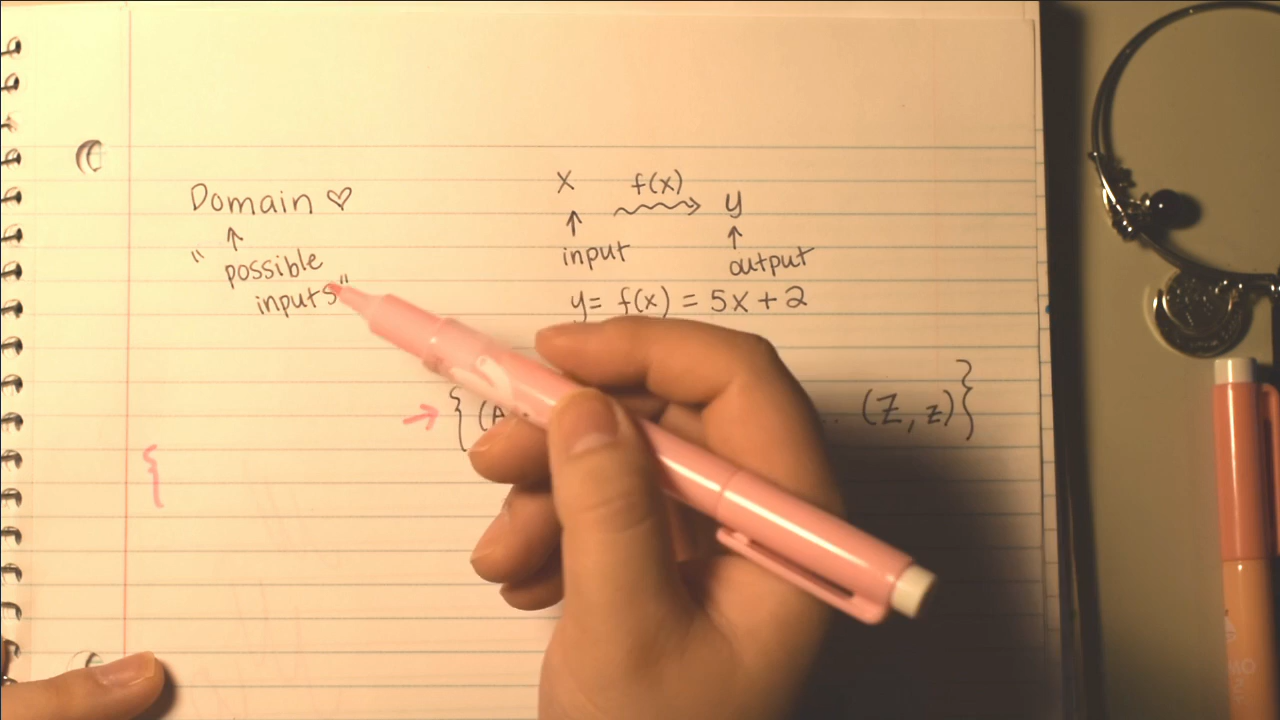 Domain ♡
↑
"possible
inputs"
x f(x) y
↑ ↑
input output
y = f(x) = 5x + 2
→ { (A . (Z, z) }
{